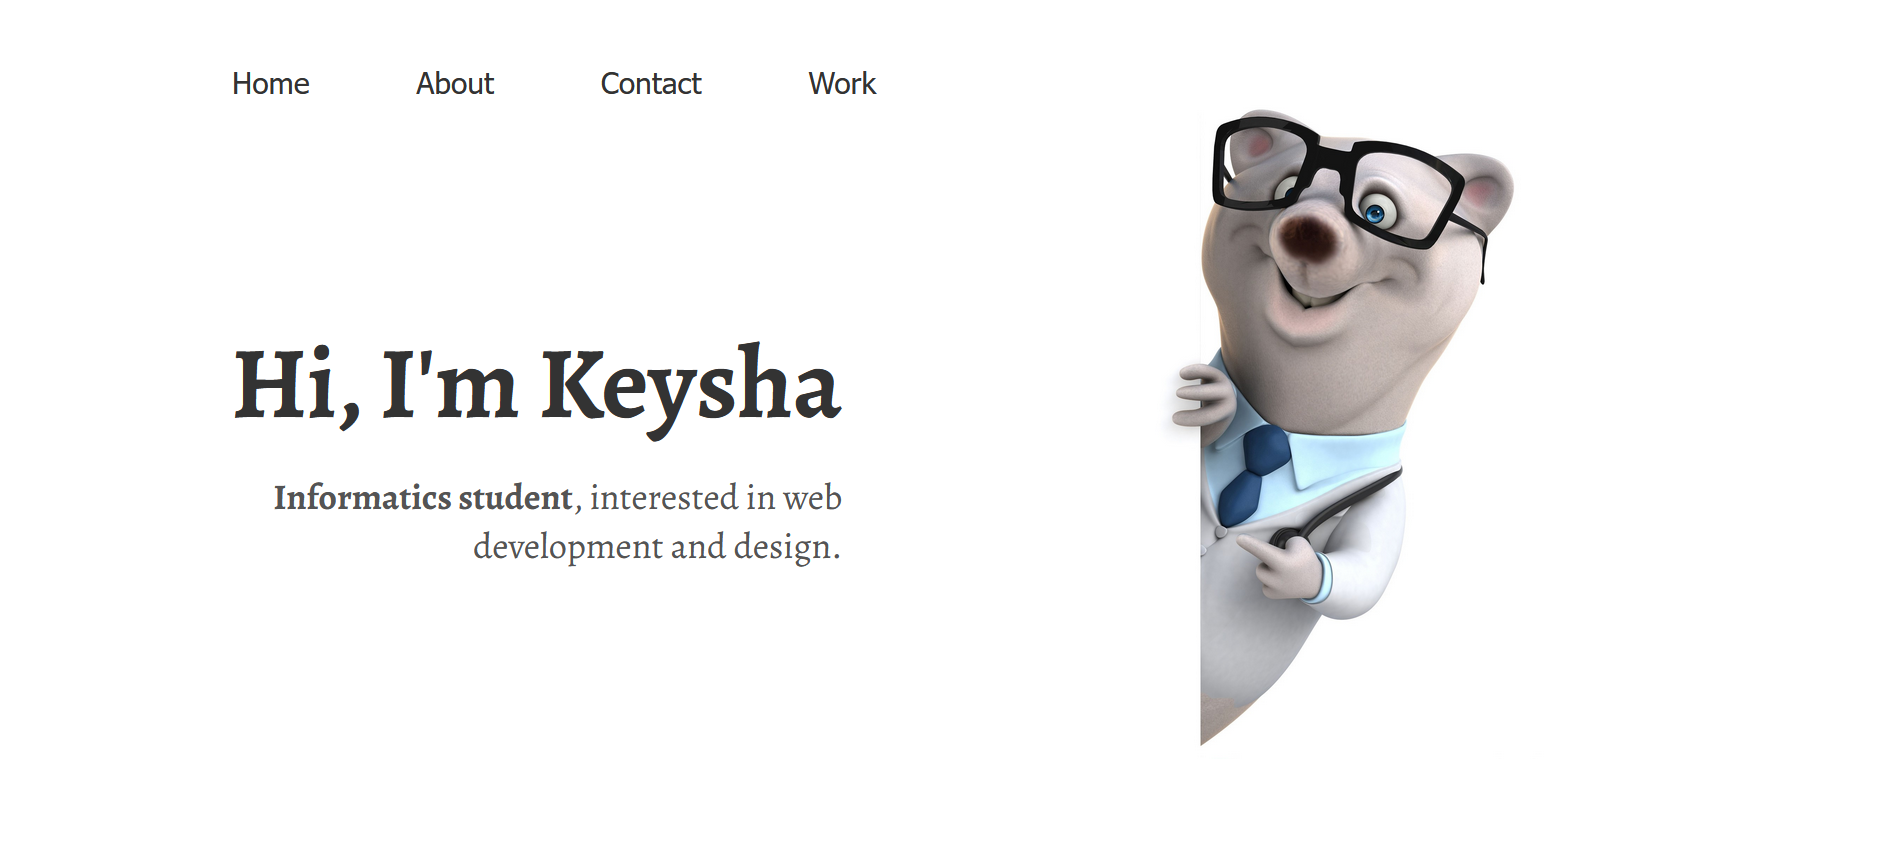 Home About Contact Work
Hi, I'm Keysha
Informatics student, interested in web
development and design.